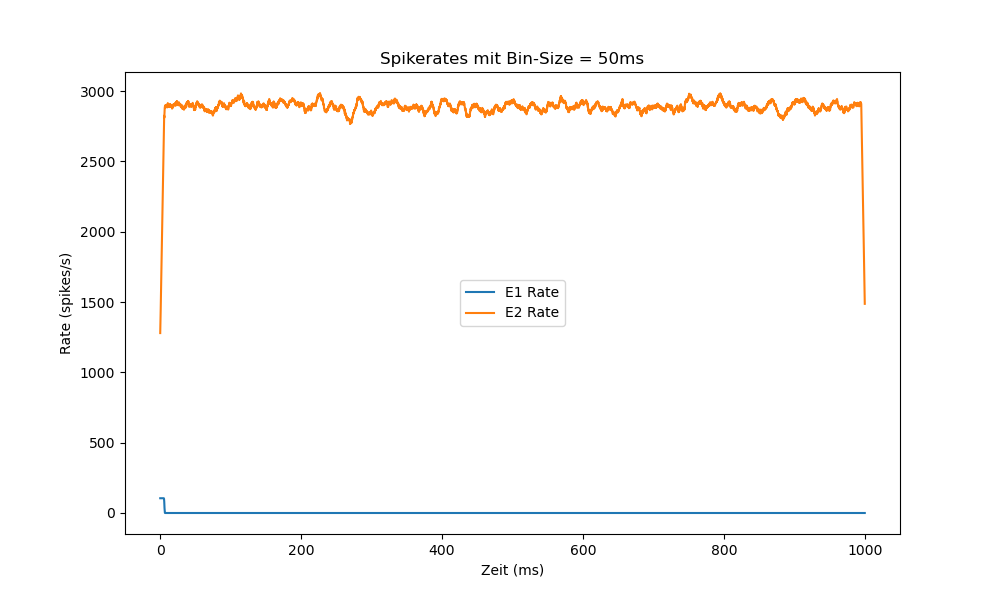 Spikerates mit Bin-Size = 50ms
3000
2500
2000
1500
1000
500
0
Rate (spikes/s)
E1 Rate
E2 Rate
0 200 400 600 800 1000
Zeit (ms)